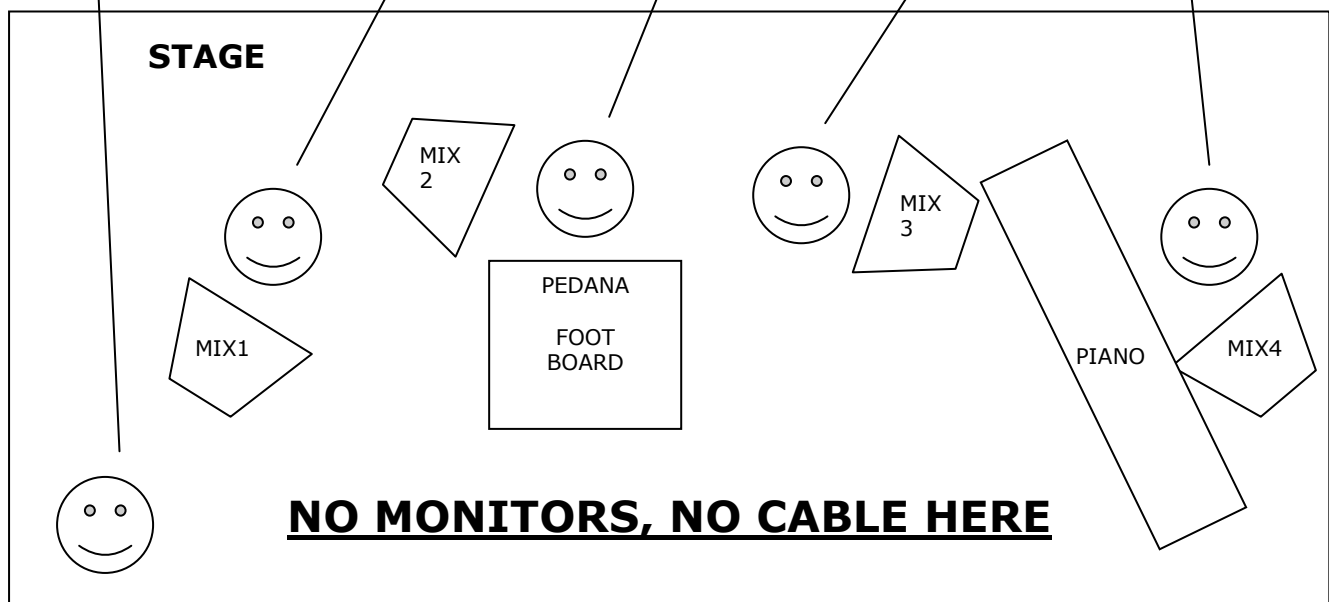 STAGE
MIX
2
MIX
3
PEDANA
FOOT
BOARD
MIX1
PIANO
MIX4
NO MONITORS, NO CABLE HERE